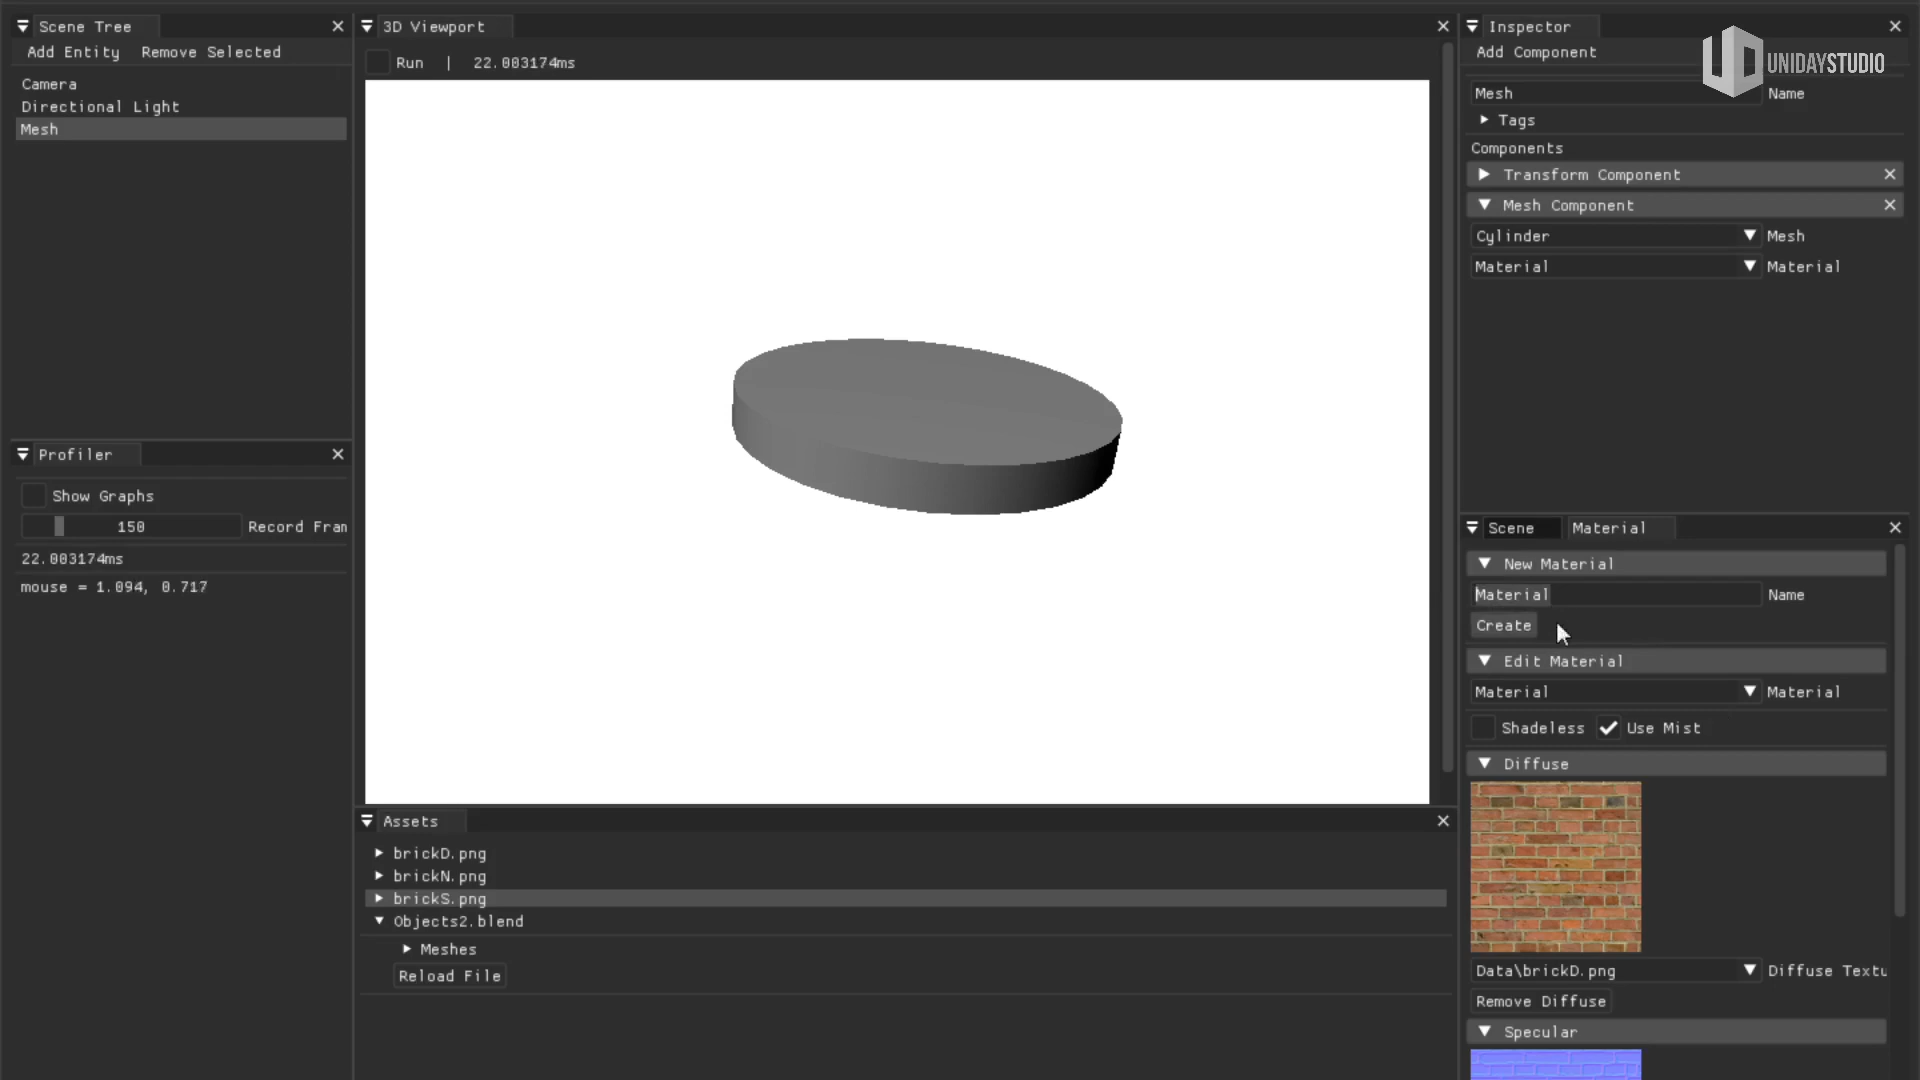 Scene Tree
Add Entity Remove Selected
Camera
Directional Light
Mesh
Profiler
Show Graphs
150 Record Fran
22.003174ms
mouse = 1.094, 0.717
3D Viewport
Run | 22.003174ms
Assets
brickD.png
brickN.png
brickS.png
Objects2.blend
Meshes
Reload File
Inspector
Add Component
UD UNIDAYSTUDIO
Mesh Name
Tags
Components
Transform Component
Mesh Component
Cylinder Mesh
Material Material
Scene Material
New Material
Material Name
Create
Edit Material
Material Material
Shadeless Use Mist
Diffuse
Data\brickD.png Diffuse Textu
Remove Diffuse
Specular